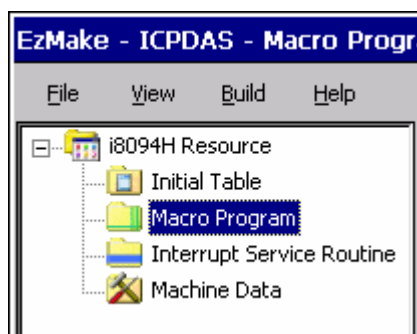 EzMake - ICPDAS - Macro Progr
File View Build Help
i8094H Resource
Initial Table
Macro Program
Interrupt Service Routine
Machine Data